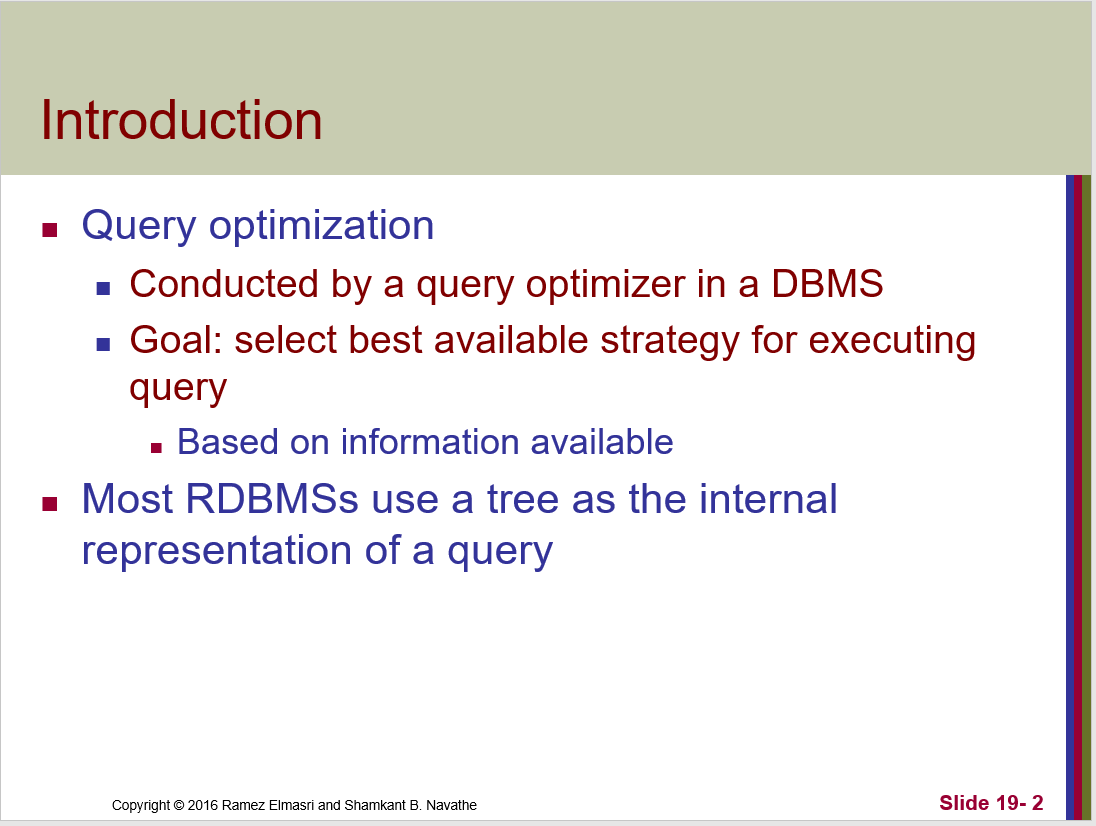 Introduction
Query optimization
Conducted by a query optimizer in a DBMS
Goal: select best available strategy for executing
query
Based on information available
Most RDBMSs use a tree as the internal
representation of a query
Copyright © 2016 Ramez Elmasri and Shamkant B. Navathe
Slide 19- 2